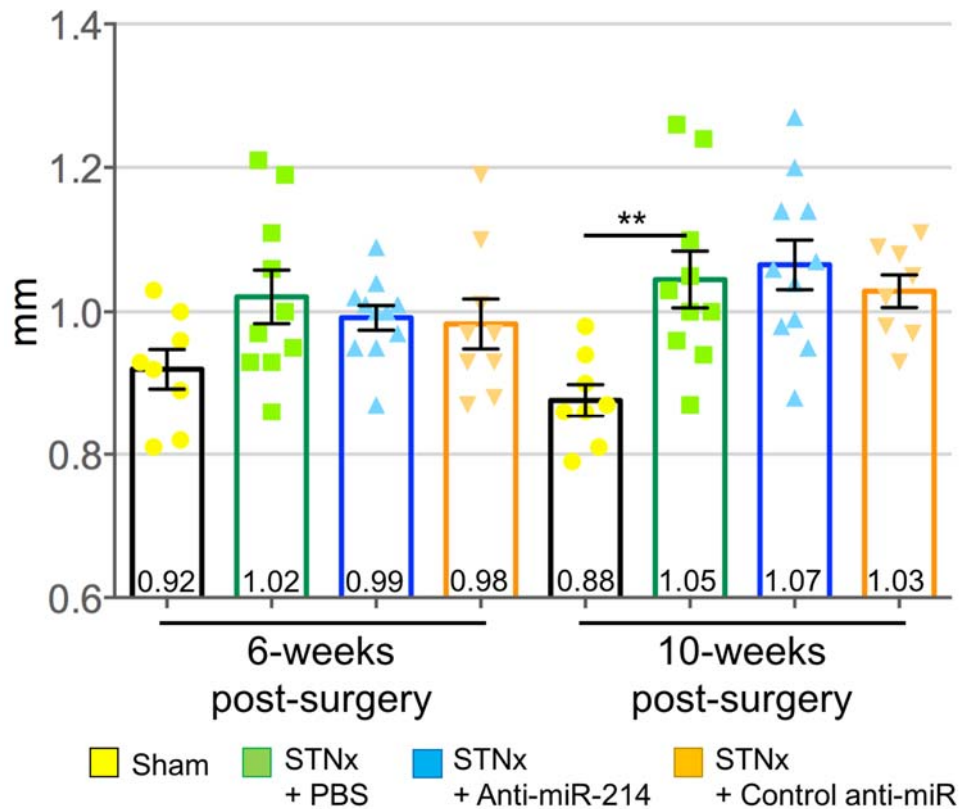 1.4
1.2
1.0
0.8
0.6
mm
**
0.92 1.02 0.99 0.98 0.88 1.05 1.07 1.03
6-weeks
post-surgery
10-weeks
post-surgery
Sham
STNx
+ PBS
STNx
+ Anti-miR-214
STNx
+ Control anti-miR